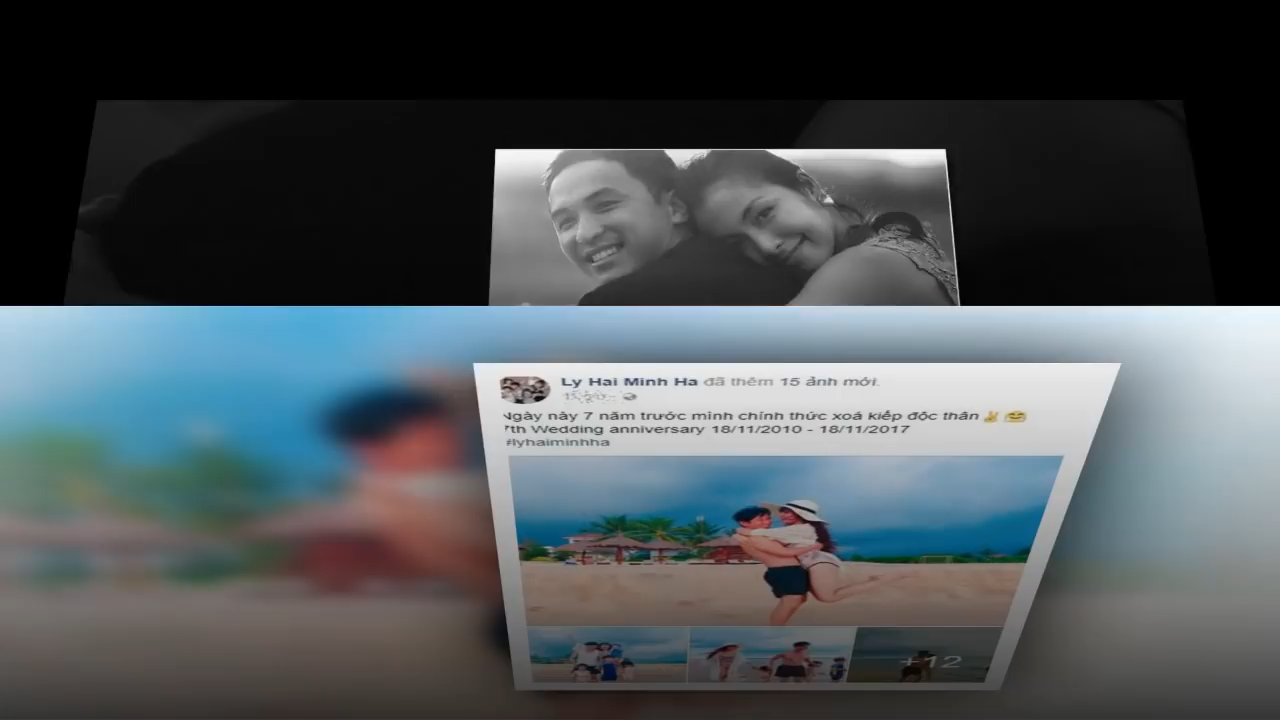 Ly Hai Minh Ha đã thêm 15 ảnh mới.
Ngày này 7 năm trước mình chính thức xoá kiếp độc thân
7th Wedding anniversary 18/11/2010 - 18/11/2017
#lyhaiminhha
+12